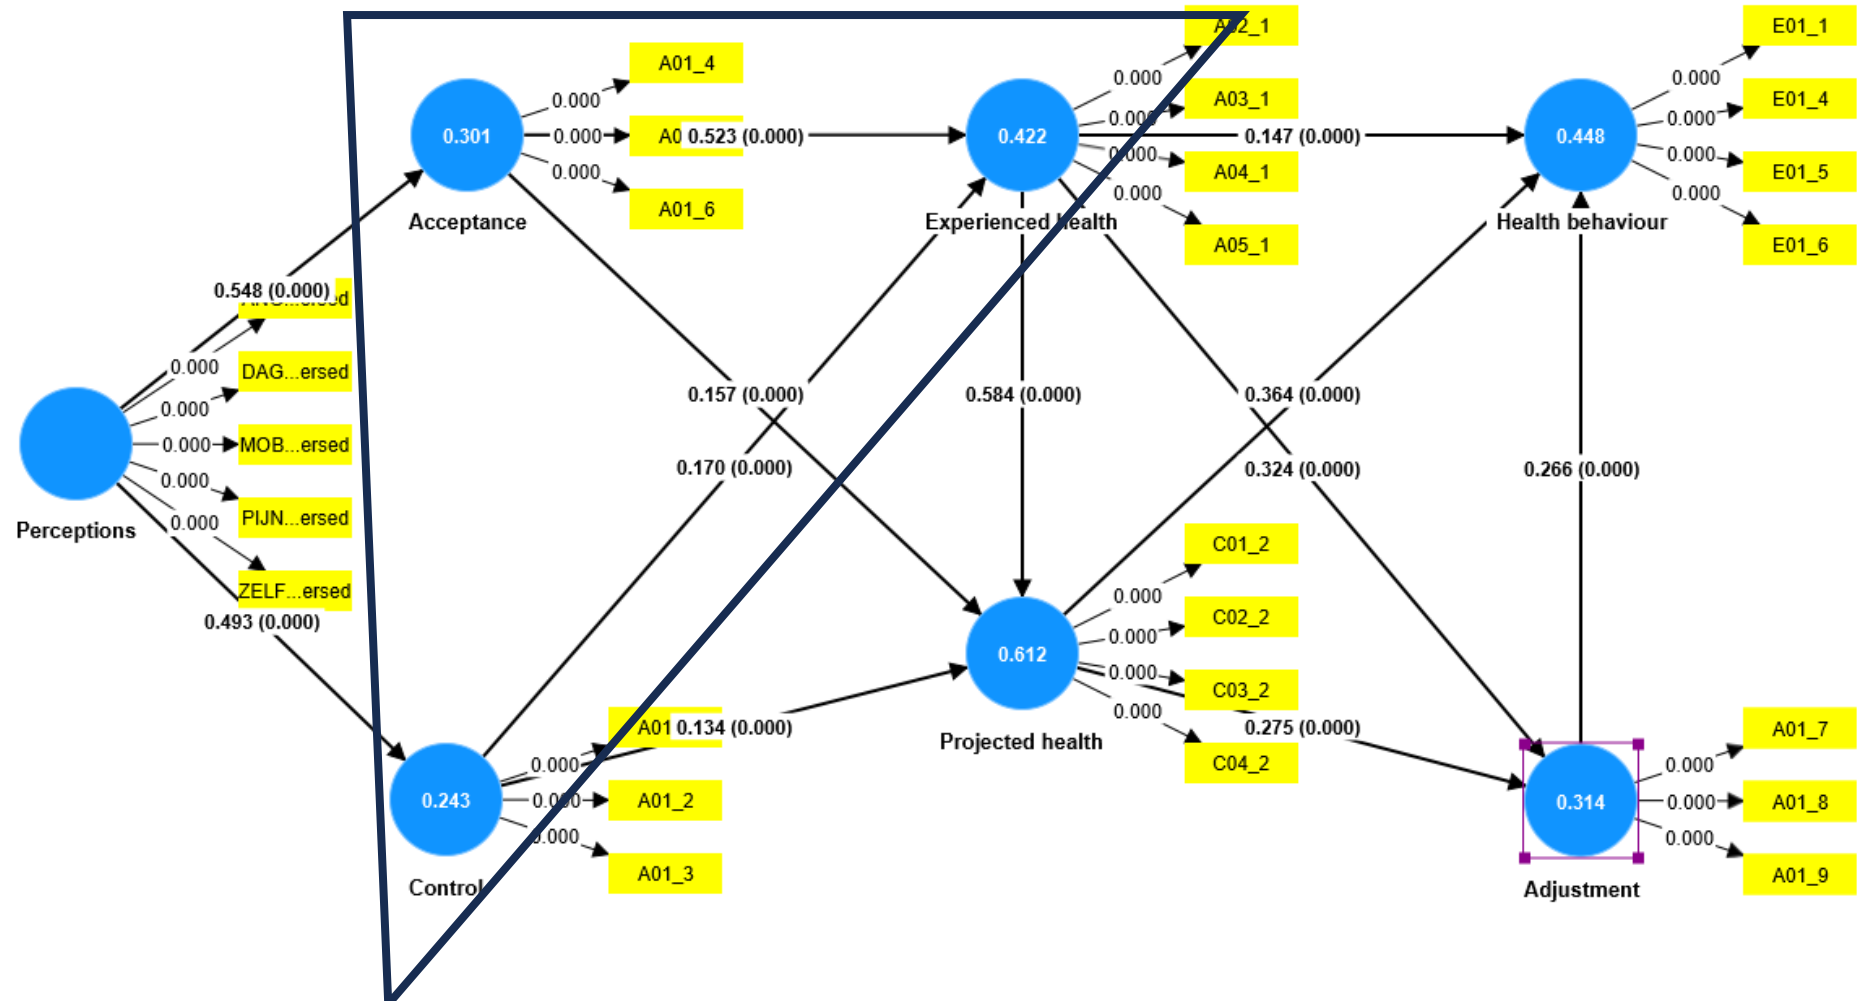 A01_4
0.000
0.000
0.000
0.301
Acceptance
0.523 (0.000)
A01_6
A02_1
A03_1
A04_1
A05_1
0.000
0.000
0.000
0.000
0.422
Experienced health
0.147 (0.000)
E01_1
E01_4
E01_5
E01_6
0.000
0.000
0.000
0.000
0.448
Health behaviour
0.548 (0.000)
DAG...ersed
MOB...ersed
PIJN...ersed
ZELF...ersed
0.000
0.000
0.000
0.000
0.000
Perceptions
0.493 (0.000)
0.157 (0.000)
0.584 (0.000)
0.364 (0.000)
0.170 (0.000)
0.324 (0.000)
0.266 (0.000)
C01_2
C02_2
C03_2
C04_2
0.000
0.000
0.000
0.000
0.612
Projected health
0.275 (0.000)
0.134 (0.000)
A01_2
A01_3
0.000
0.000
0.000
0.243
Control
A01_7
A01_8
A01_9
0.000
0.000
0.000
0.314
Adjustment